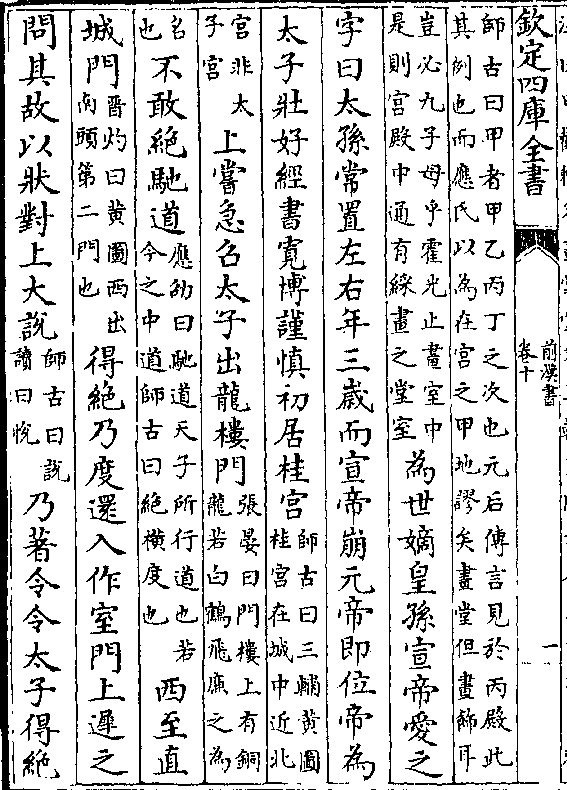 欽定四庫全書
前漢書
卷十
一
師古曰甲者甲乙丙丁之次也元后傳言見於丙殿此
其例也而應氏以為在宮之甲地謬矣畫堂但畫飾耳
豈必九子母乎霍光止畫室中
是則宮殿中通有綵畫之堂室
為世嫡皇孫宣帝愛之
字曰太孫常置左右年三歲而宣帝崩元帝即位帝為
太子壯好經書寬博謹慎初居桂宮
師古曰三輔黃圖
桂宮在城中近北
宮非太
子宮
上嘗急召太子出龍樓門
張晏曰門樓上有銅
龍若白鶴飛廉之為
名
也
不敢絕馳道
應劭曰馳道天子所行道也若
今之中道師古曰絕橫度也
西至直
城門
晉灼曰黃圖西出
南頭第二門也
得絕乃度還入作室門上遲之
問其故以狀對上大說
師古曰說
讀曰悅
乃著令令太子得絕